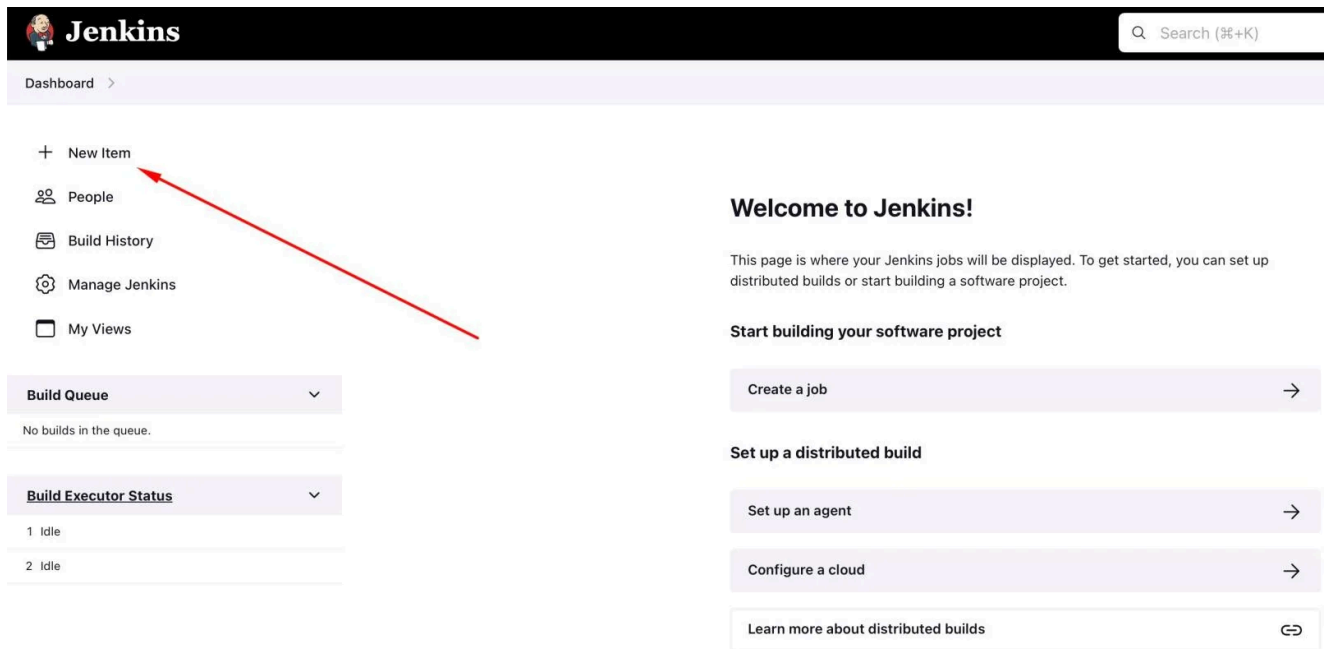 Jenkins
Search (⌘+K)
Dashboard
New Item
People
Build History
Manage Jenkins
My Views
Build Queue
No builds in the queue.
Build Executor Status
1 Idle
2 Idle
Welcome to Jenkins!
This page is where your Jenkins jobs will be displayed. To get started, you can set up
distributed builds or start building a software project.
Start building your software project
Create a job
Set up a distributed build
Set up an agent
Configure a cloud
Learn more about distributed builds